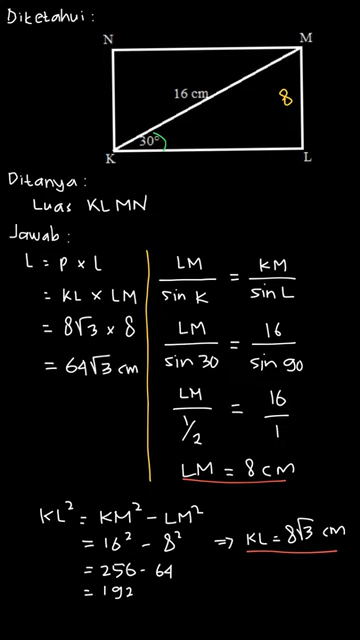 Diketahui:
N M
16 cm 8
30°
K L
Ditanya:
Luas KLMN
Jawab:
L = p x l
= KL x LM
= 8√3 x 8
= 64√3 cm
LM/sin K = KM/sin L
LM/sin 30 = 16/sin 90
LM/1/2 = 16/1
LM = 8 cm
KL² = KM² - LM²
= 16² - 8² => KL = 8√3 cm
= 256 - 64
= 192